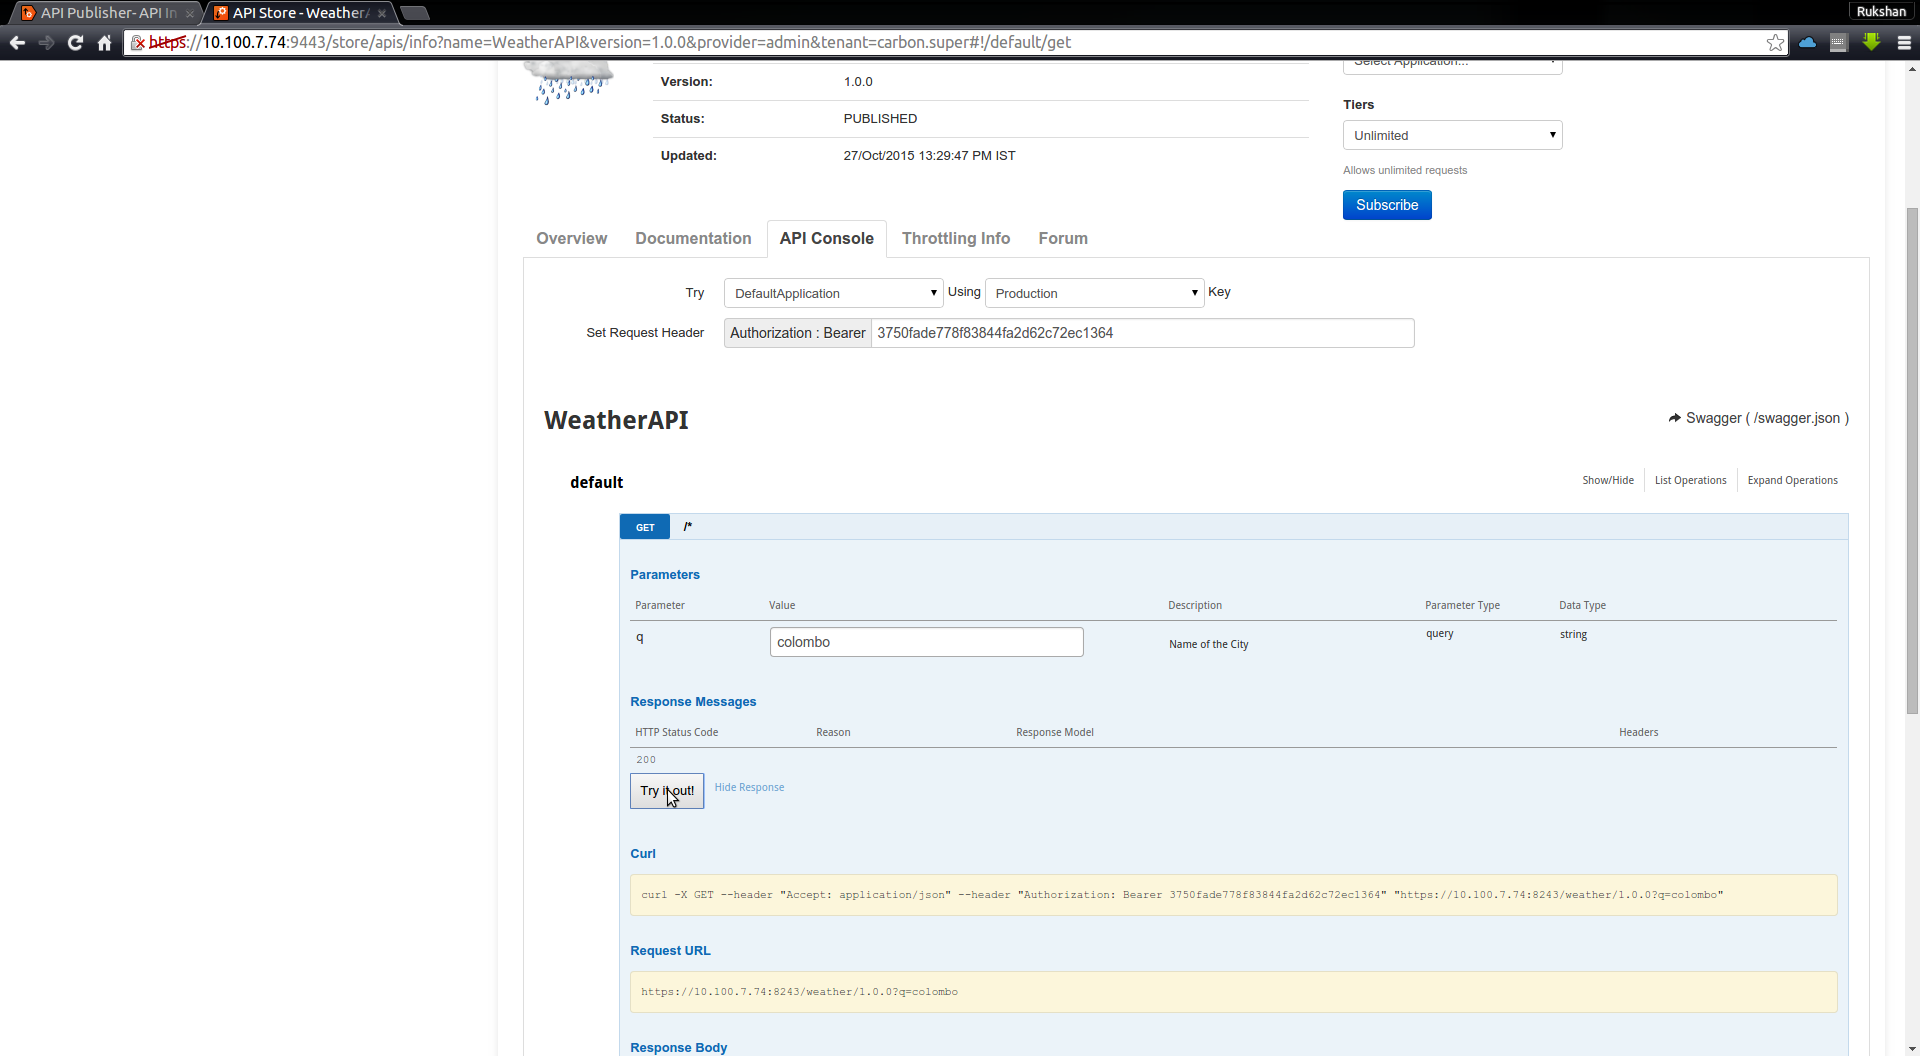 API Publisher- API In
API Store - WeatherA
Rukshan
https://10.100.7.74:9443/store/apis/info?name=WeatherAPI&version=1.0.0&provider=admin&tenant=carbon.super#!/default/get
Select Application...
Version: 1.0.0
Tiers
Status: PUBLISHED
Unlimited
Updated: 27/Oct/2015 13:29:47 PM IST
Allows unlimited requests
Subscribe
Overview Documentation API Console Throttling Info Forum
Try DefaultApplication Using Production Key
Set Request Header Authorization : Bearer 3750fade778f83844fa2d62c72ec1364
WeatherAPI Swagger ( /swagger.json )
default Show/Hide List Operations Expand Operations
GET /*
Parameters
Parameter Value Description Parameter Type Data Type
q colombo Name of the City query string
Response Messages
HTTP Status Code Reason Response Model Headers
200
Try it out! Hide Response
Curl
curl -X GET --header "Accept: application/json" --header "Authorization: Bearer 3750fade778f83844fa2d62c72ec1364" "https://10.100.7.74:8243/weather/1.0.0?q=colombo"
Request URL
https://10.100.7.74:8243/weather/1.0.0?q=colombo
Response Body